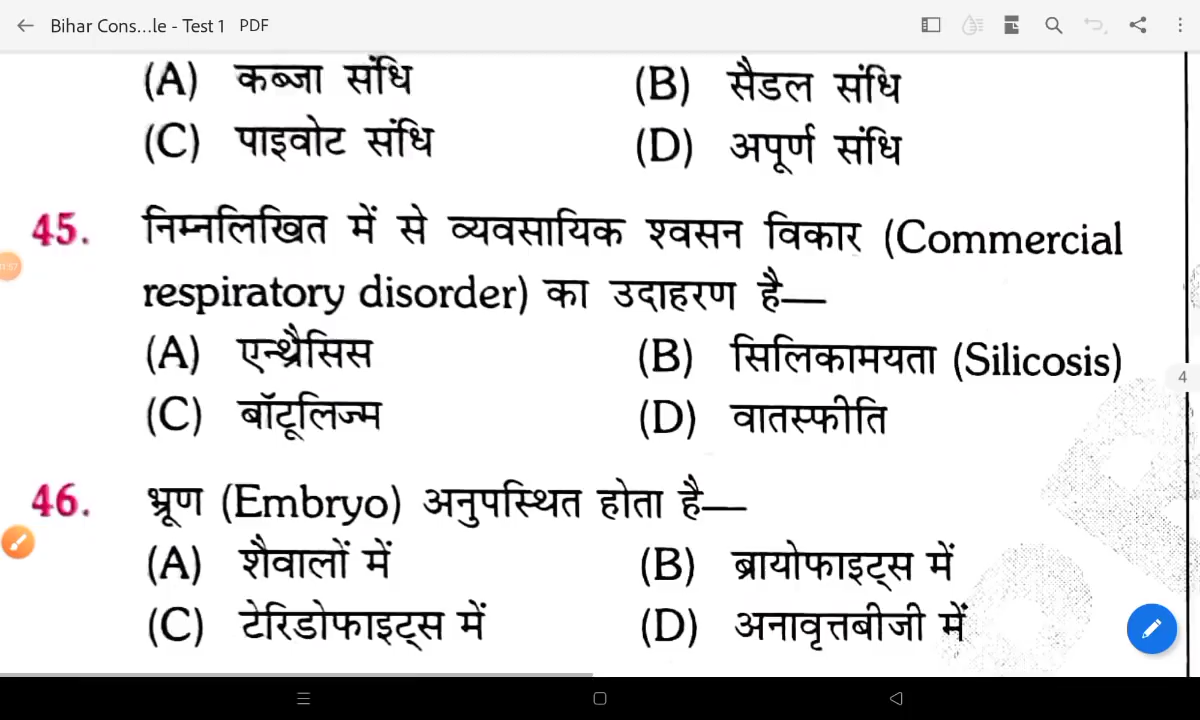 Bihar Cons...le - Test 1 PDF
(A) कब्जा संधि (B) सैडल संधि
(C) पाइवोट संधि (D) अपूर्ण संधि
45. निम्नलिखित में से व्यवसायिक श्वसन विकार (Commercial
respiratory disorder) का उदाहरण है—
(A) एन्थ्रैसिस (B) सिलिकामयता (Silicosis)
4
(C) बॉटूलिज्म (D) वातस्फीति
46. भ्रूण (Embryo) अनुपस्थित होता है—
(A) शैवालों में (B) ब्रायोफाइट्स में
(C) टेरिडोफाइट्स में (D) अनावृत्तबीजी में